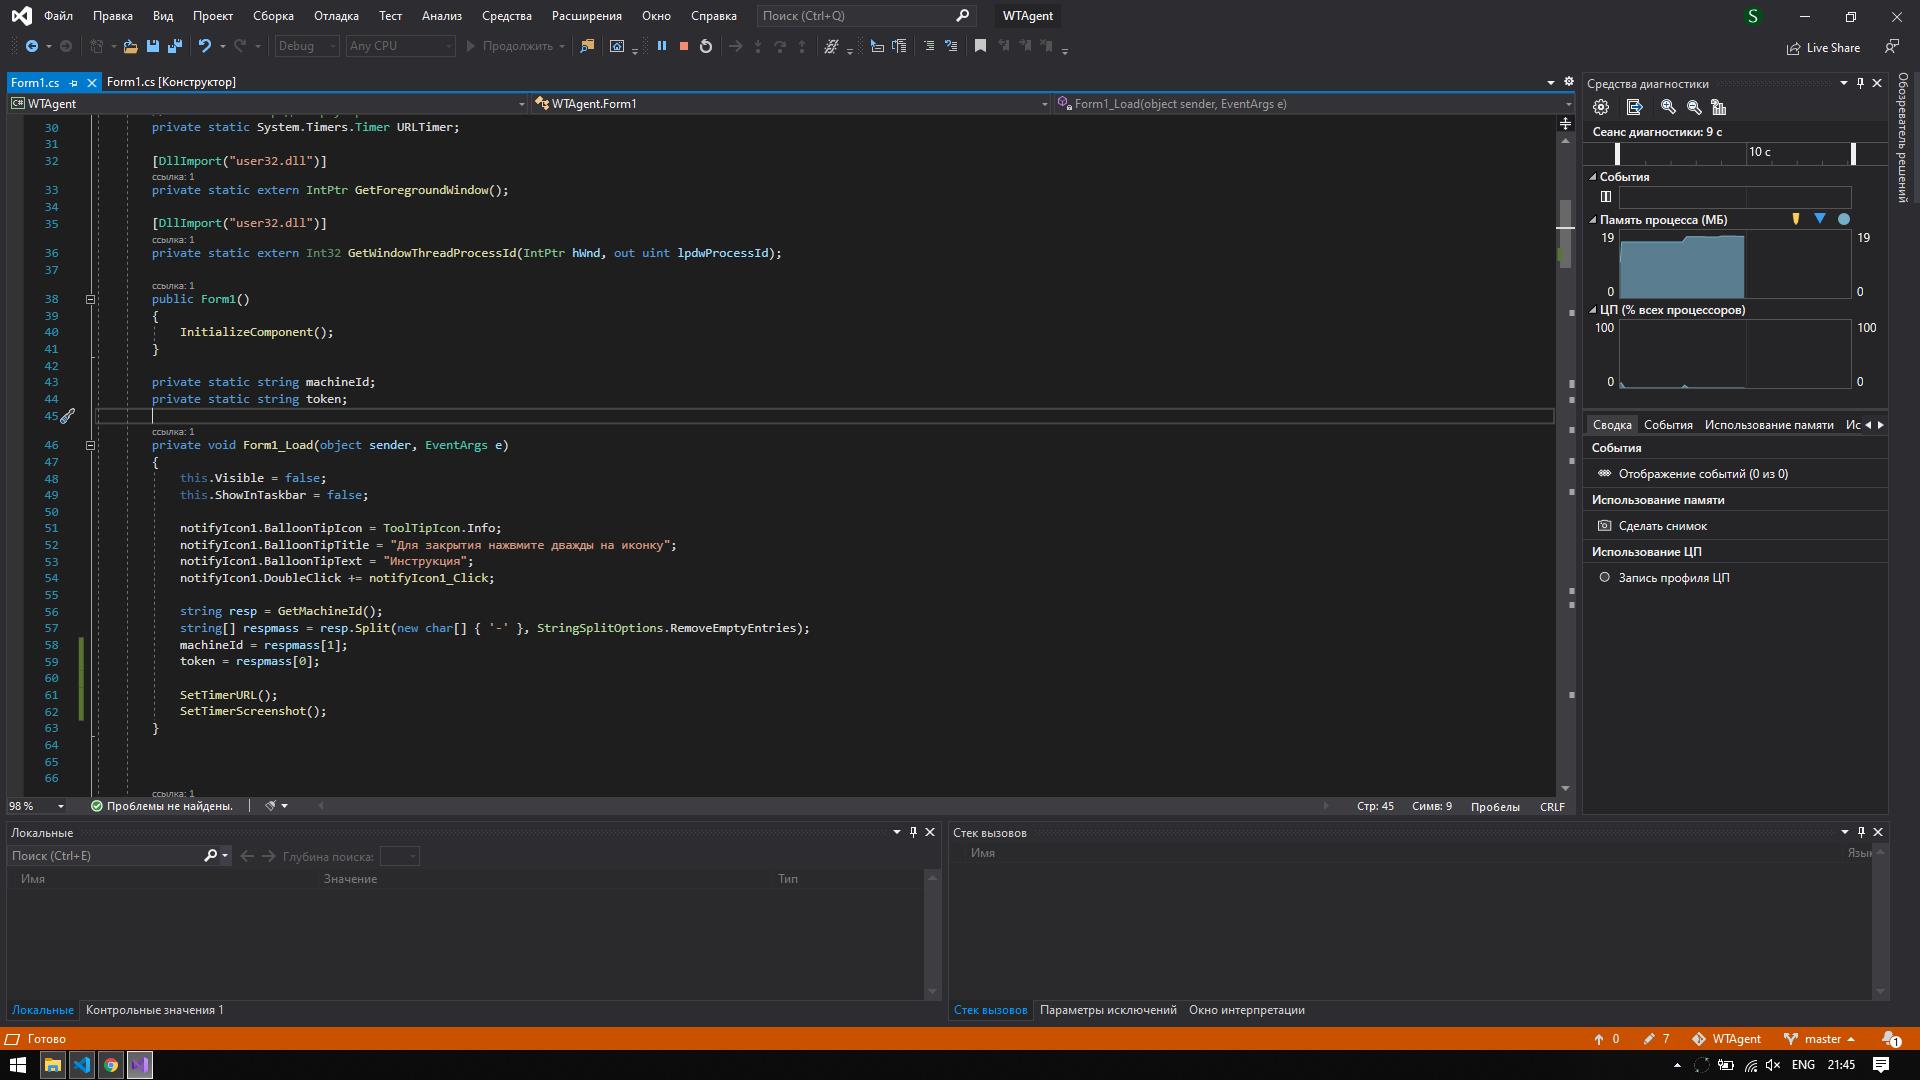 Файл Правка Вид Проект Сборка Отладка Тест Анализ Средства Расширения Окно Справка Поиск (Ctrl+Q) WTAgent S
Debug Any CPU Продолжить Live Share
Form1.cs Form1.cs [Конструктор]
C# WTAgent WTAgent.Form1 Form1_Load(object sender, EventArgs e)
30 private static System.Timers.Timer URLTimer;
31
32 [DllImport("user32.dll")]
ссылка: 1
33 private static extern IntPtr GetForegroundWindow();
34
35 [DllImport("user32.dll")]
ссылка: 1
36 private static extern Int32 GetWindowThreadProcessId(IntPtr hWnd, out uint lpdwProcessId);
37
ссылка: 1
38 public Form1()
39 {
40 InitializeComponent();
41 }
42
43 private static string machineId;
44 private static string token;
45
ссылка: 1
46 private void Form1_Load(object sender, EventArgs e)
47 {
48 this.Visible = false;
49 this.ShowInTaskbar = false;
50
51 notifyIcon1.BalloonTipIcon = ToolTipIcon.Info;
52 notifyIcon1.BalloonTipTitle = "Для закрытия нажвмите дважды на иконку";
53 notifyIcon1.BalloonTipText = "Инструкция";
54 notifyIcon1.DoubleClick += notifyIcon1_Click;
55
56 string resp = GetMachineId();
57 string[] respmass = resp.Split(new char[] { '-' }, StringSplitOptions.RemoveEmptyEntries);
58 machineId = respmass[1];
59 token = respmass[0];
60
61 SetTimerURL();
62 SetTimerScreenshot();
63 }
64
65
66
ссылка: 1
98 % Проблемы не найдены. Стр: 45 Симв: 9 Пробелы CRLF
Средства диагностики
Сеанс диагностики: 9 с
10 с
События
Память процесса (МБ)
19 19
0 0
ЦП (% всех процессоров)
100 100
0 0
Сводка События Использование памяти Ис
События
Отображение событий (0 из 0)
Использование памяти
Сделать снимок
Использование ЦП
Запись профиля ЦП
Обозреватель решений
Локальные
Поиск (Ctrl+E) Глубина поиска:
Имя Значение Тип
Локальные Контрольные значения 1
Стек вызовов
Имя Язык
Стек вызовов Параметры исключений Окно интерпретации
Готово 0 7 WTAgent master 1
ENG 21:45